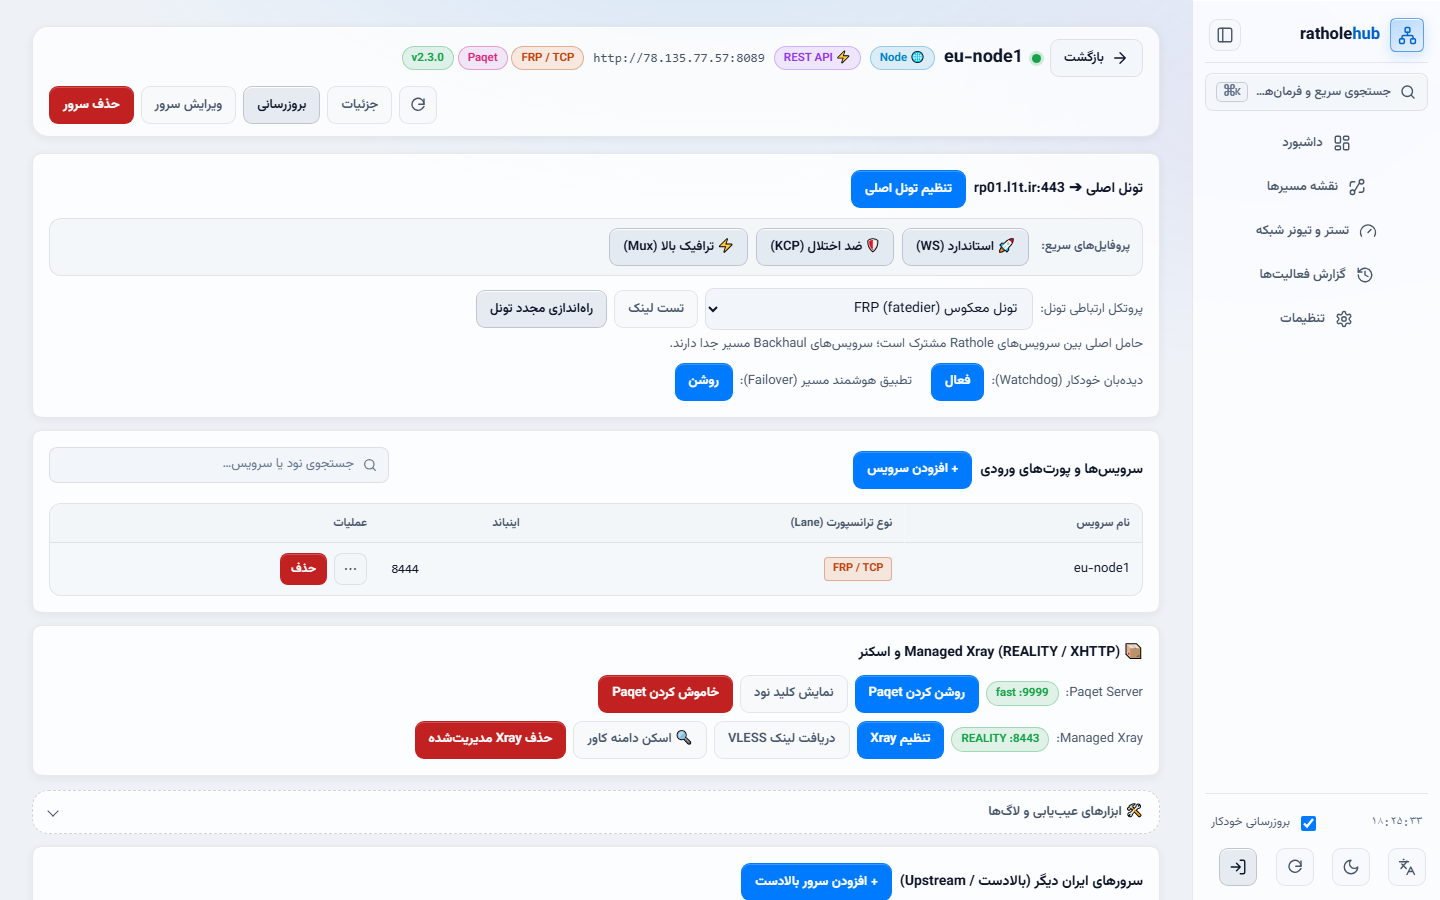 ratholehub
جستجوی سریع و فرمان‌ه... ⌘K
داشبورد
نقشه مسیرها
تستر و تیونر شبکه
گزارش فعالیت‌ها
تنظیمات
۱۸:۲۵:۳۳ بروزرسانی خودکار
بازگشت eu-node1 Node REST API http://78.135.77.57:8089 FRP / TCP Paqet v2.3.0
جزئیات بروزرسانی ویرایش سرور حذف سرور
تونل اصلی ➔ rp01.l1t.ir:443 تنظیم تونل اصلی
پروفایل‌های سریع: 🚀 استاندارد (WS) 🛡️ ضد اختلال (KCP) ⚡ ترافیک بالا (Mux)
پروتکل ارتباطی تونل: تونل معکوس FRP (fatedier) تست لینک راه‌اندازی مجدد تونل
حامل اصلی بین سرویس‌های Rathole مشترک است؛ سرویس‌های Backhaul مسیر جدا دارند.
دیده‌بان خودکار (Watchdog): فعال تطبیق هوشمند مسیر (Failover): روشن
سرویس‌ها و پورت‌های ورودی + افزودن سرویس جستجوی نود یا سرویس...
نام سرویس نوع ترانسپورت (Lane) اینباند عملیات
eu-node1 FRP / TCP 8444 ··· حذف
📦 Managed Xray (REALITY / XHTTP) و اسکنر
Paqet Server: fast :9999 روشن کردن Paqet نمایش کلید نود خاموش کردن Paqet
Managed Xray: REALITY :8443 تنظیم Xray دریافت لینک VLESS 🔍 اسکن دامنه کاور حذف Xray مدیریت‌شده
🛠️ ابزارهای عیب‌یابی و لاگ‌ها
سرورهای ایران دیگر (بالادست / Upstream) + افزودن سرور بالادست